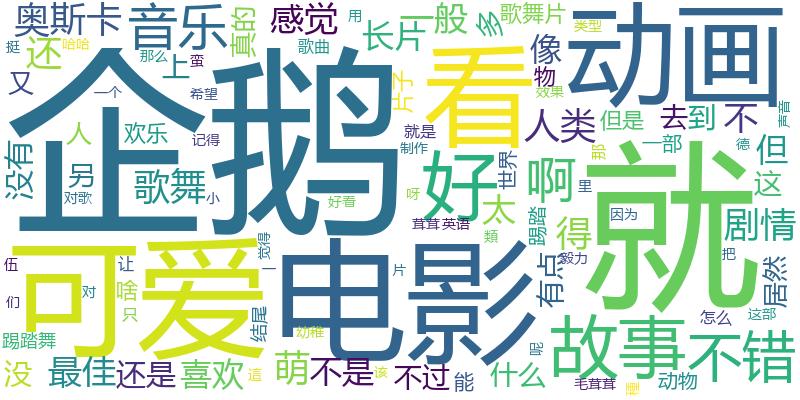 奥斯卡
音乐
真的
感觉
一般
多
歌舞片
用
类型
动画
挺
还
上
蛮
那么
哈哈
歌曲
长片
像
物
又
一个
希望
片子
看
效果
声音
企鹅
就是
制作
人类
但是
去
到
不
没有
人
欢乐
记得
一部
那
德
但
另
对歌
歌舞
小
好看
呀
好
世界
啊
里
就
这
茸茸
英语
太
類
踢踏
得
因为
剧情
可爱
电影
觉得
一
伍
们
让
对
啥
只
片
有点
毅力
把
居然
踢踏舞
结尾
幼稚
呢
故事
不错
怎么
这部
没
最佳
还是
喜欢
這
萌
不是
该
不过
能
什么
毛茸茸
種
动物